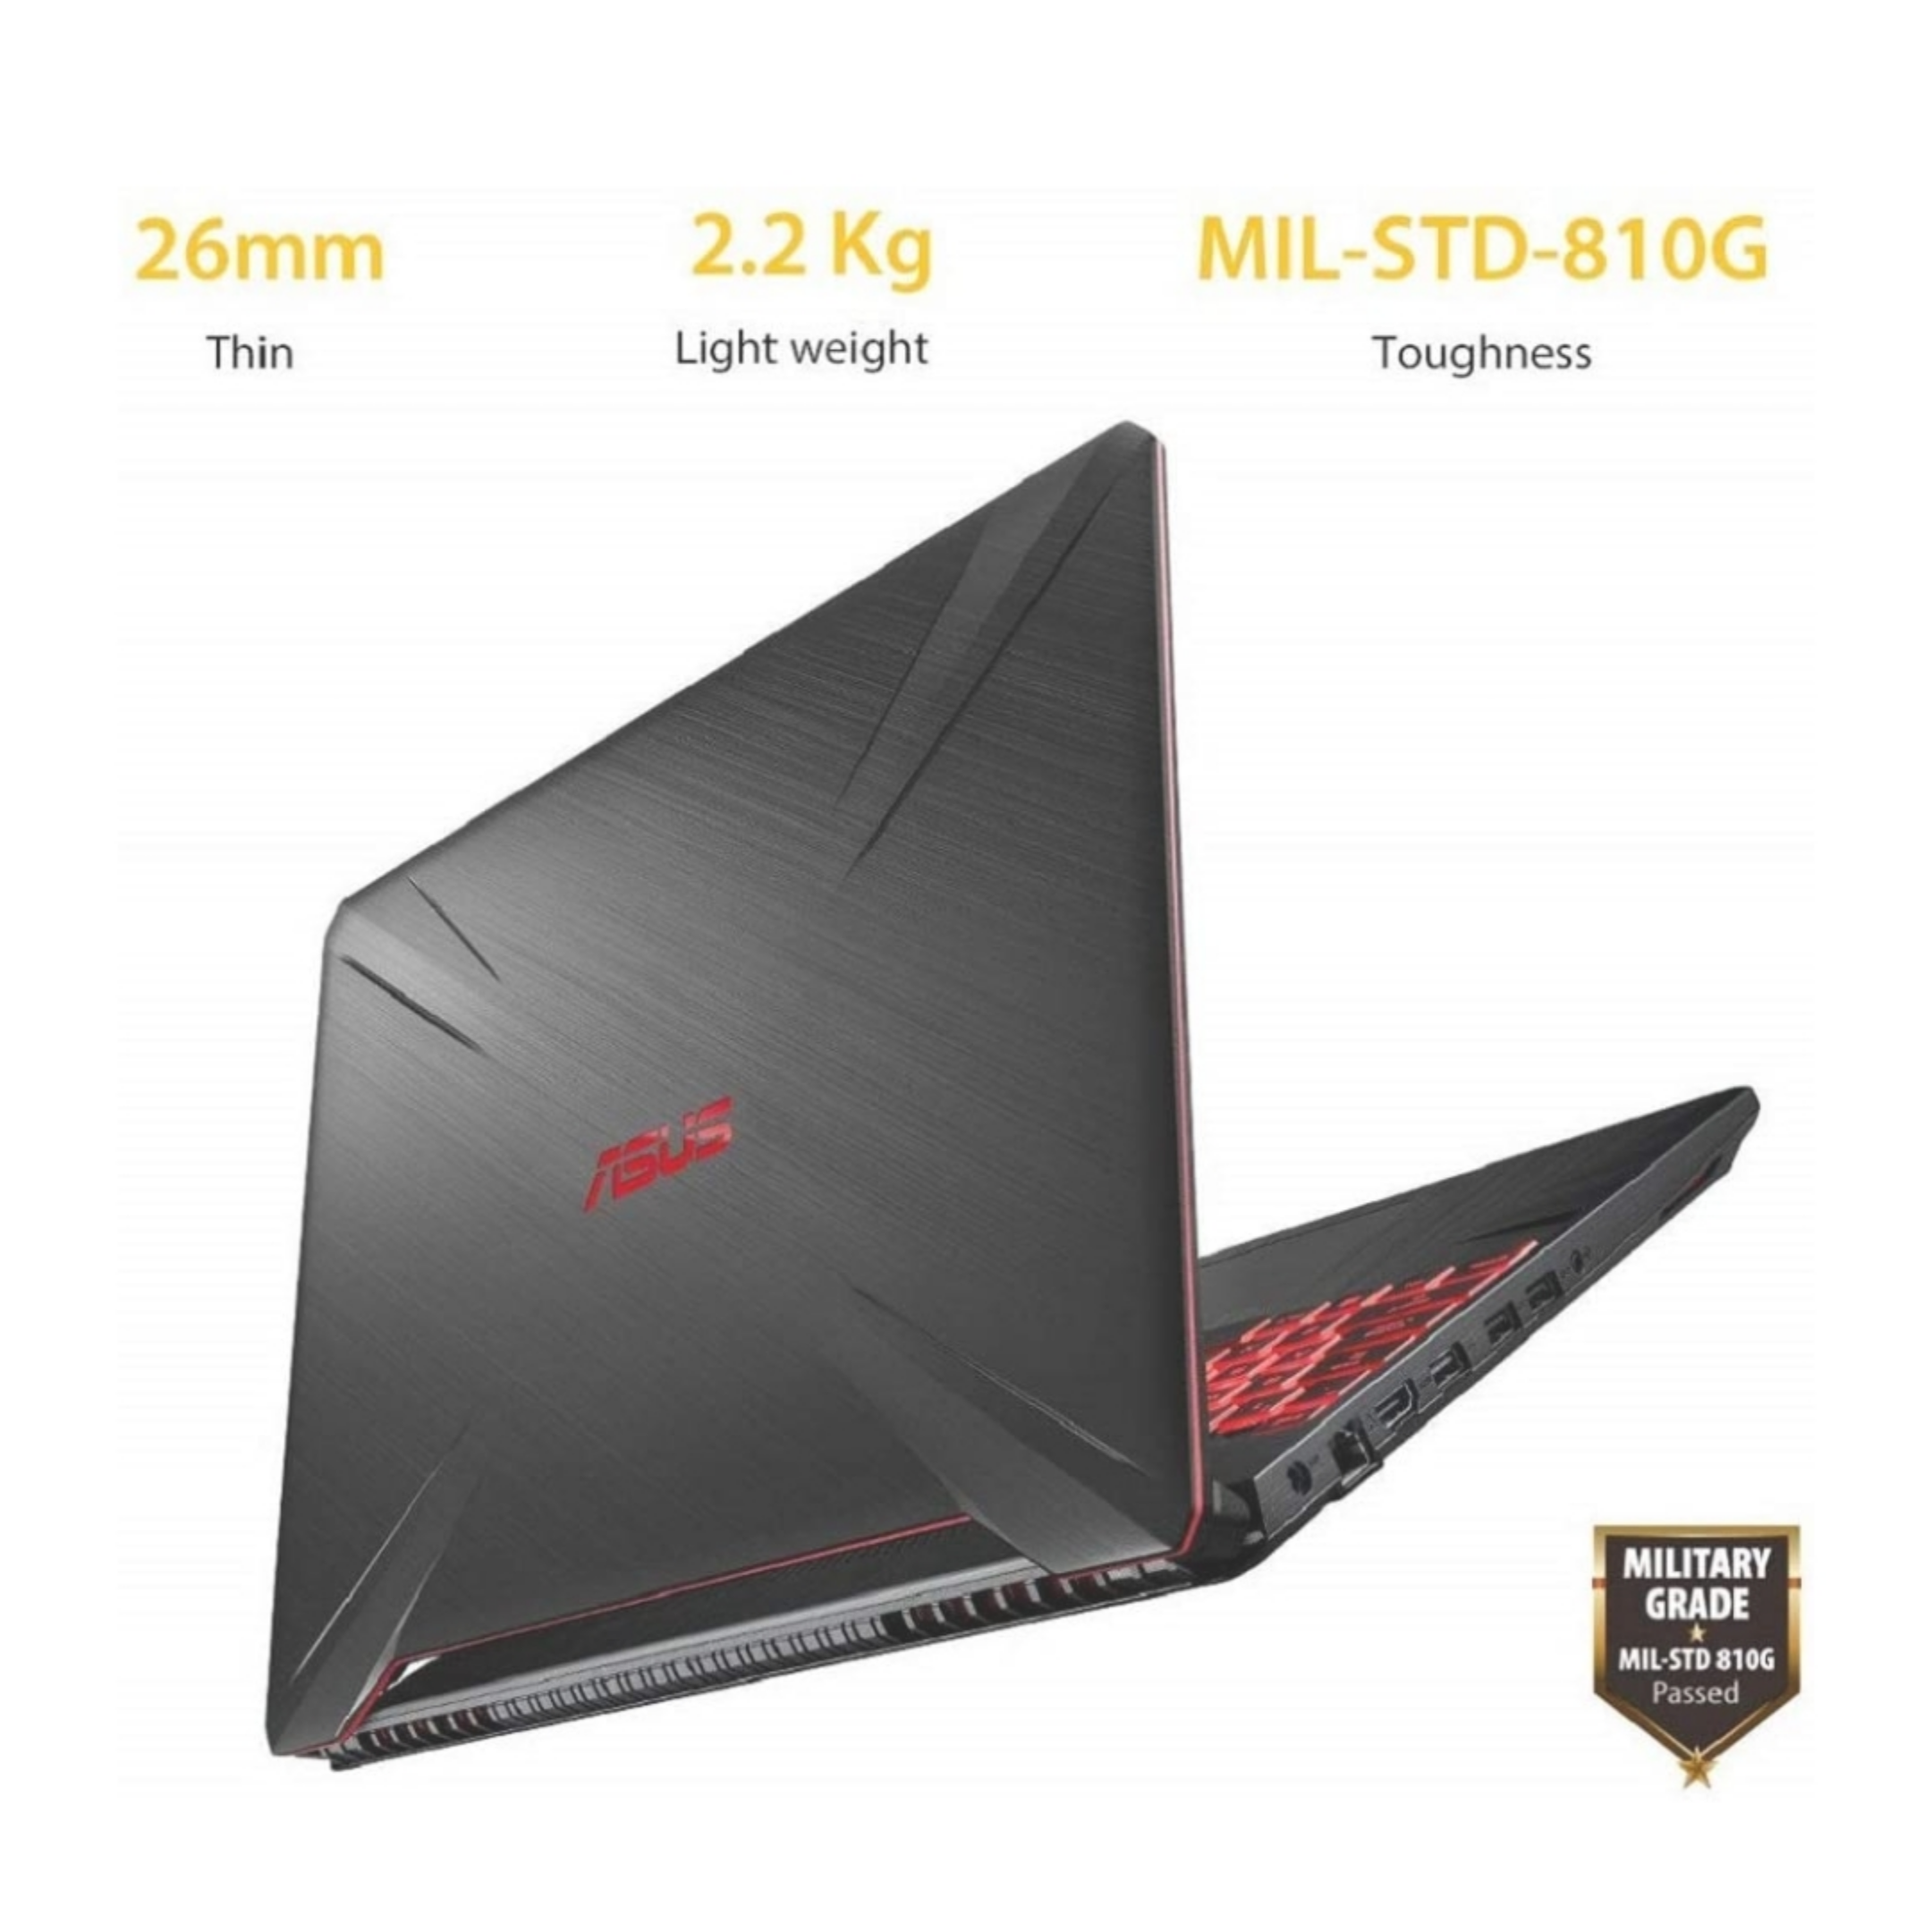 26mm
2.2 Kg
MIL-STD-810G
Thin
Light weight
Toughness
ASUS
MILITARY
GRADE
MIL-STD 810G
Passed